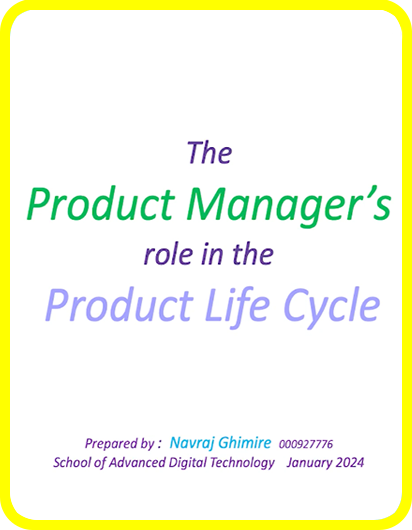 The
Product Manager’s
role in the
Product Life Cycle
Prepared by : Navraj Ghimire 000927776
School of Advanced Digital Technology January 2024